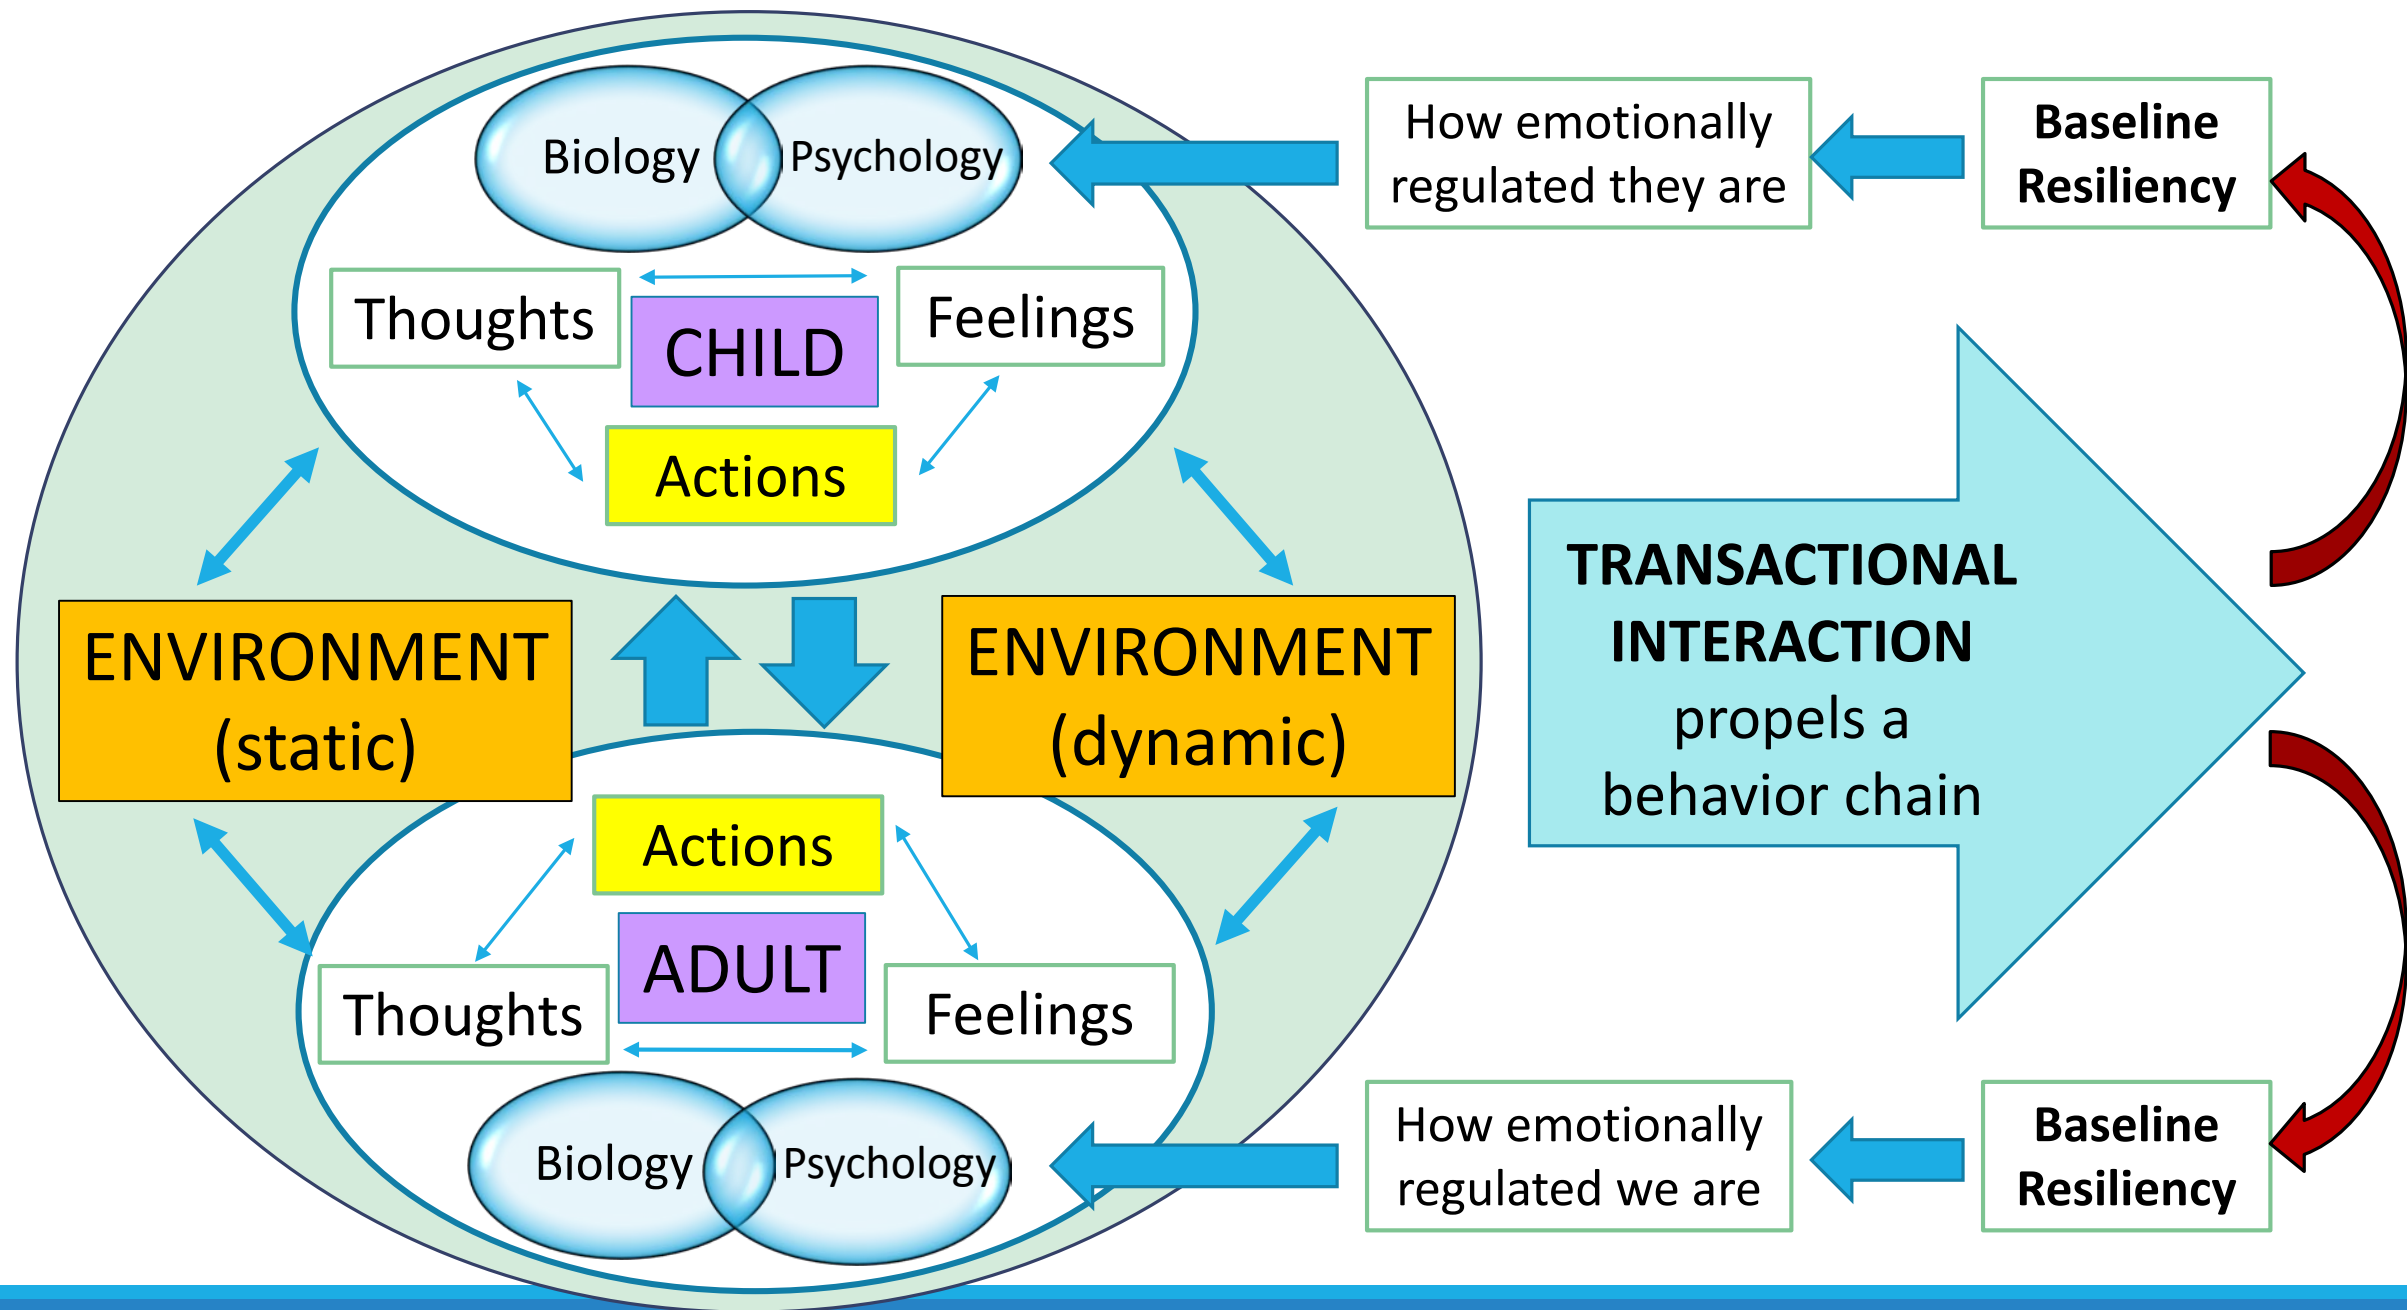 Biology
Psychology
How emotionally
regulated they are
Baseline
Resiliency
Thoughts
Feelings
CHILD
Actions
ENVIRONMENT
(static)
ENVIRONMENT
(dynamic)
TRANSACTIONAL
INTERACTION
propels a
behavior chain
Actions
ADULT
Thoughts
Feelings
Biology
Psychology
How emotionally
regulated we are
Baseline
Resiliency